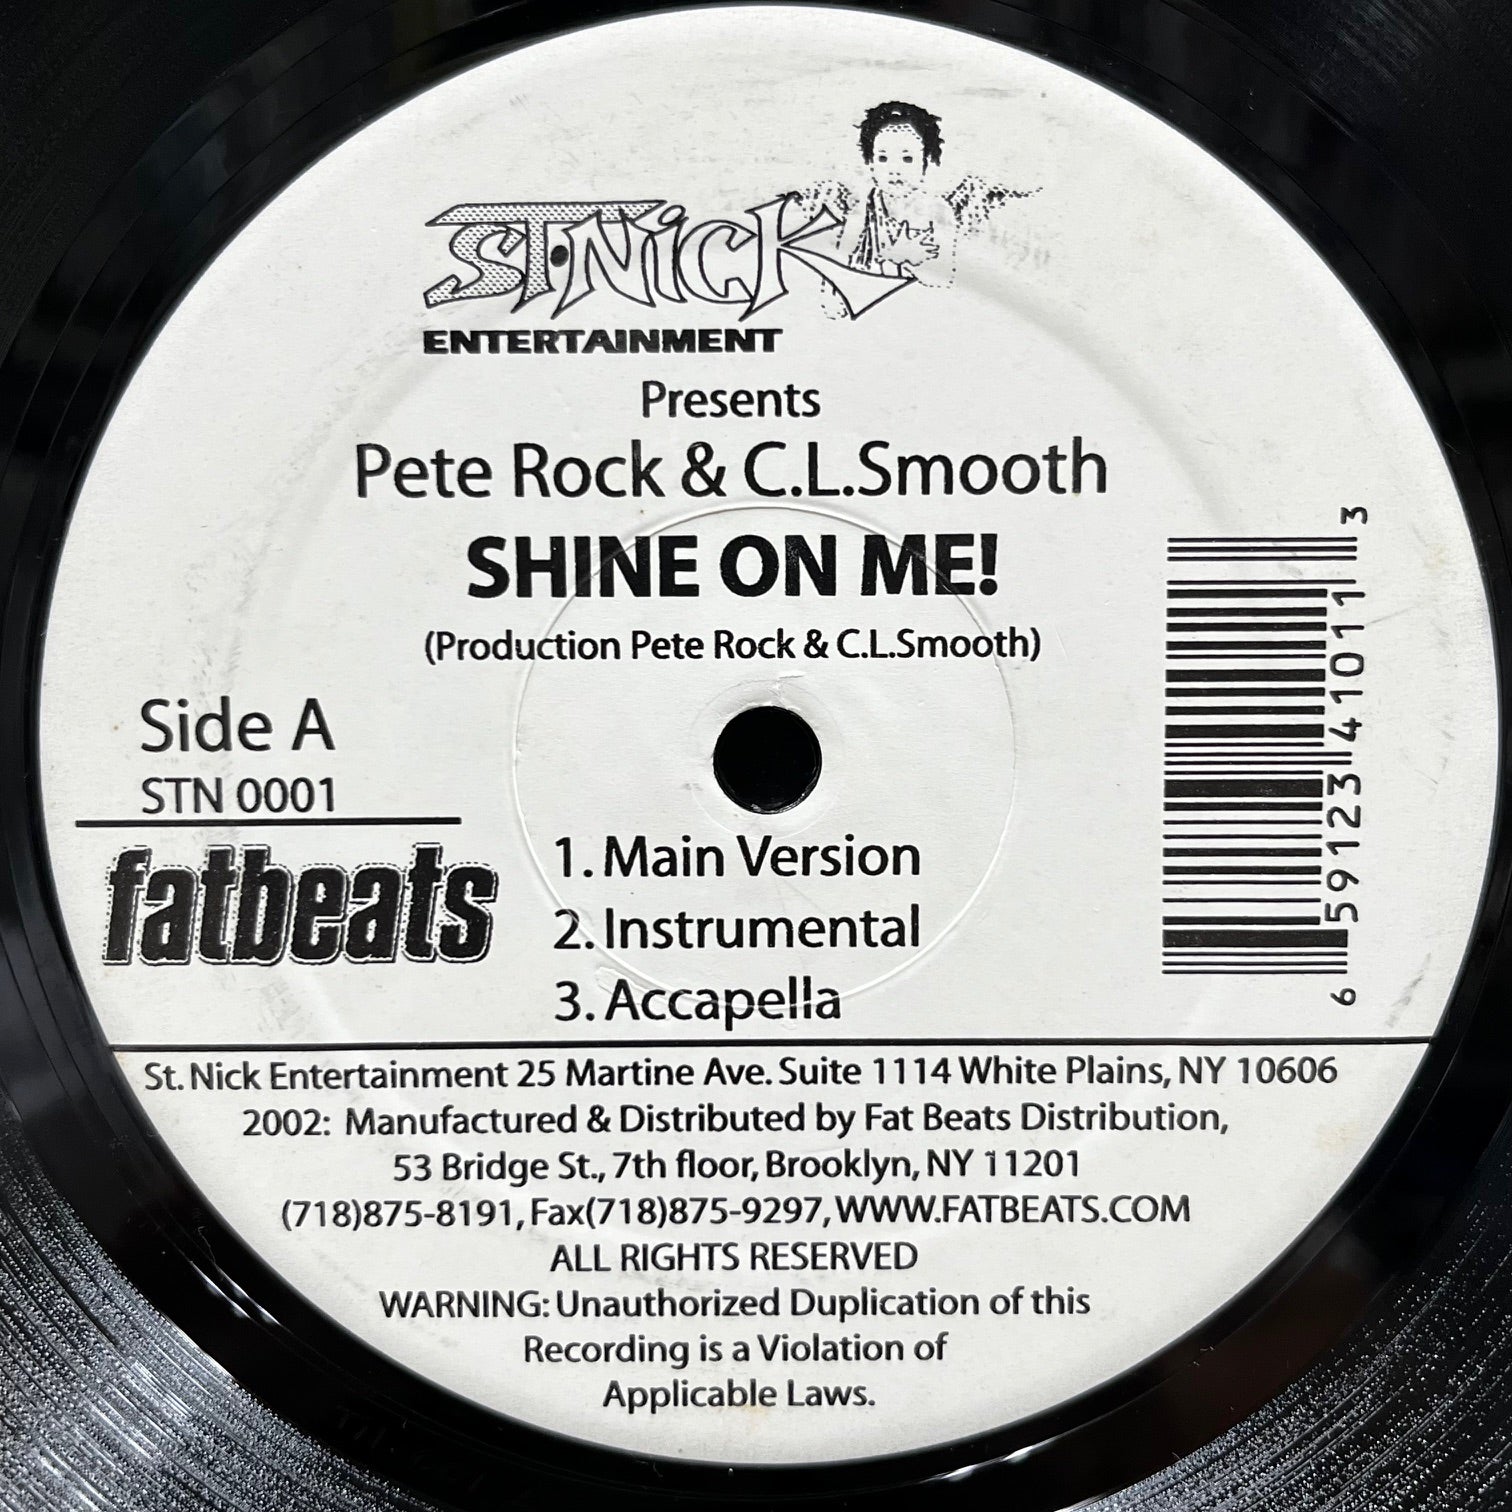 ST. NICK
ENTERTAINMENT
Presents
Pete Rock & C.L.Smooth
SHINE ON ME!
(Production Pete Rock & C.L.Smooth)
Side A
STN 0001
fatbeats
1. Main Version
2. Instrumental
3. Accapella
6 59123 41011 3
St. Nick Entertainment 25 Martine Ave. Suite 1114 White Plains, NY 10606
2002: Manufactured & Distributed by Fat Beats Distribution,
53 Bridge St., 7th floor, Brooklyn, NY 11201
(718)875-8191, Fax(718)875-9297, WWW.FATBEATS.COM
ALL RIGHTS RESERVED
WARNING: Unauthorized Duplication of this
Recording is a Violation of
Applicable Laws.